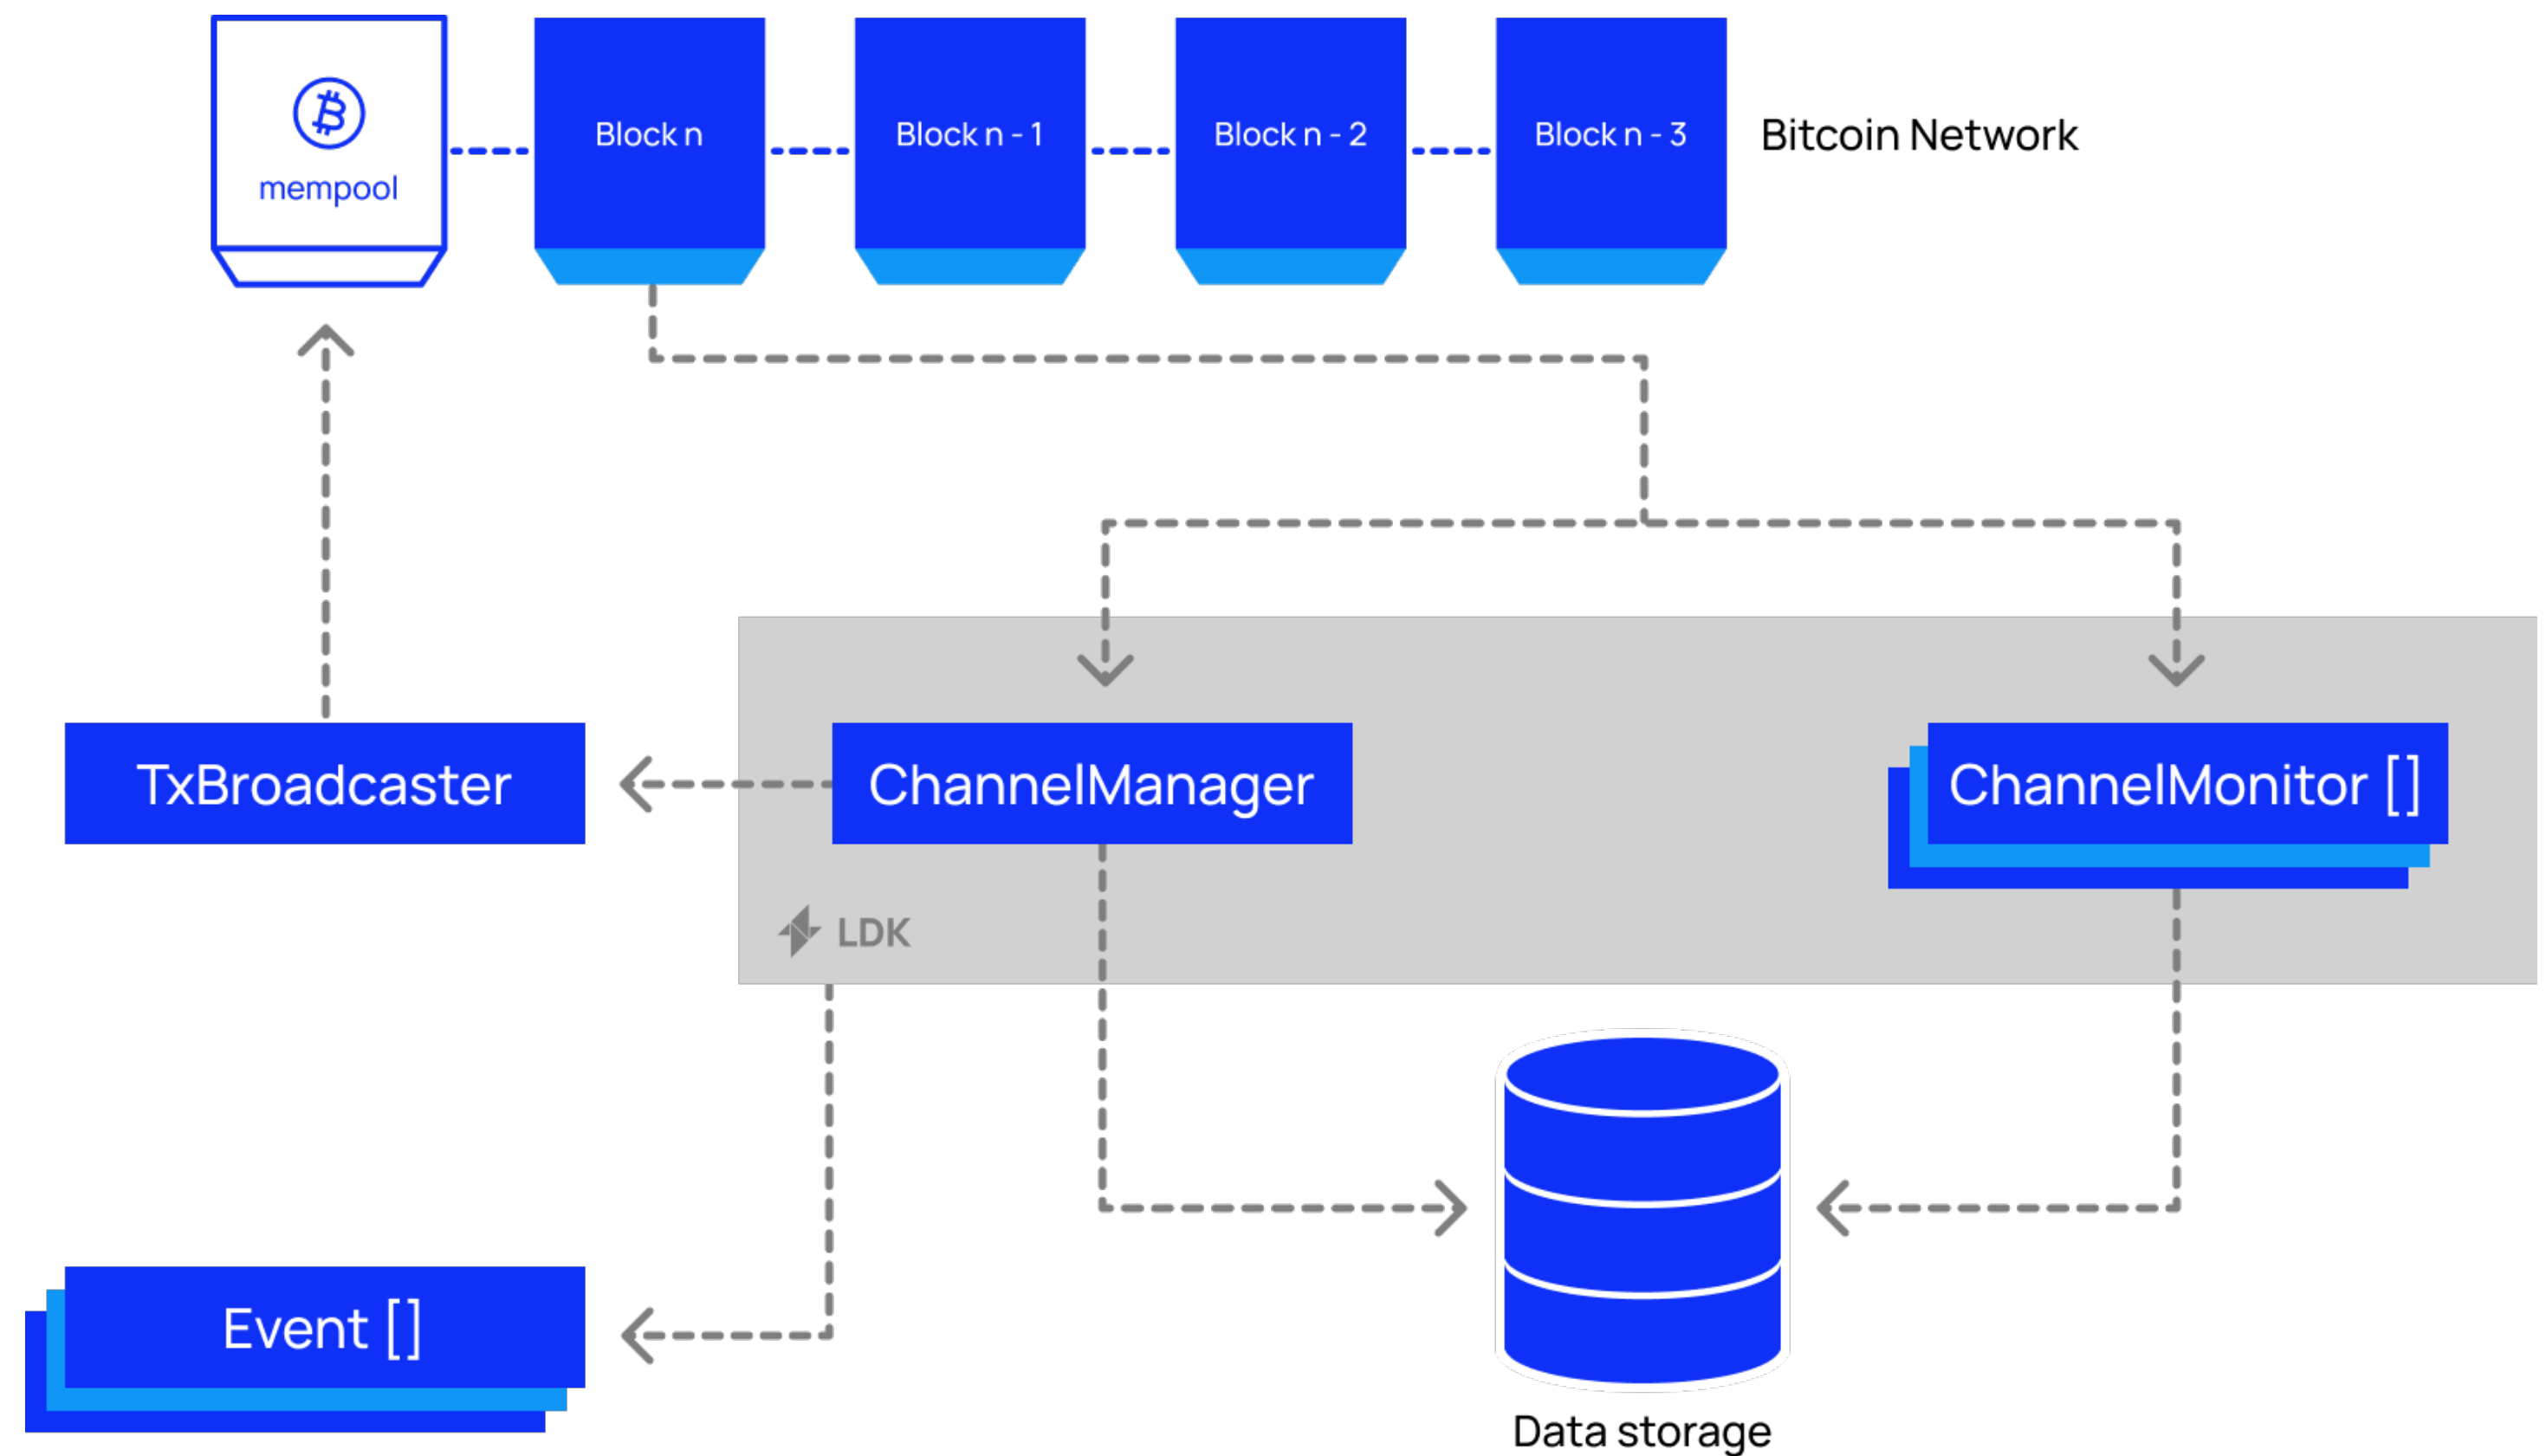 mempool
Block n
Block n - 1
Block n - 2
Block n - 3
Bitcoin Network
TxBroadcaster
ChannelManager
ChannelMonitor []
LDK
Event []
Data storage